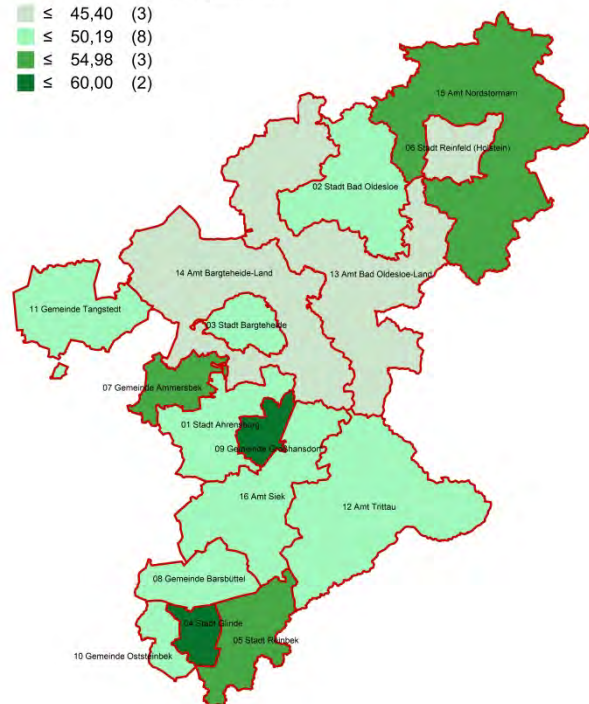 ≤ 45,40 (3)
≤ 50,19 (8)
≤ 54,98 (3)
≤ 60,00 (2)
15 Amt Nordstormarn
06 Stadt Reinfeld (Holstein)
02 Stadt Bad Oldesloe
14 Amt Bargteheide-Land
13 Amt Bad Oldesloe-Land
11 Gemeinde Tangstedt
03 Stadt Bargteheide
07 Gemeinde Ammersbek
01 Stadt Ahrensburg
09 Gemeinde Großhansdorf
16 Amt Siek
12 Amt Trittau
08 Gemeinde Barsbüttel
04 Stadt Glinde
05 Stadt Reinbek
10 Gemeinde Oststeinbek